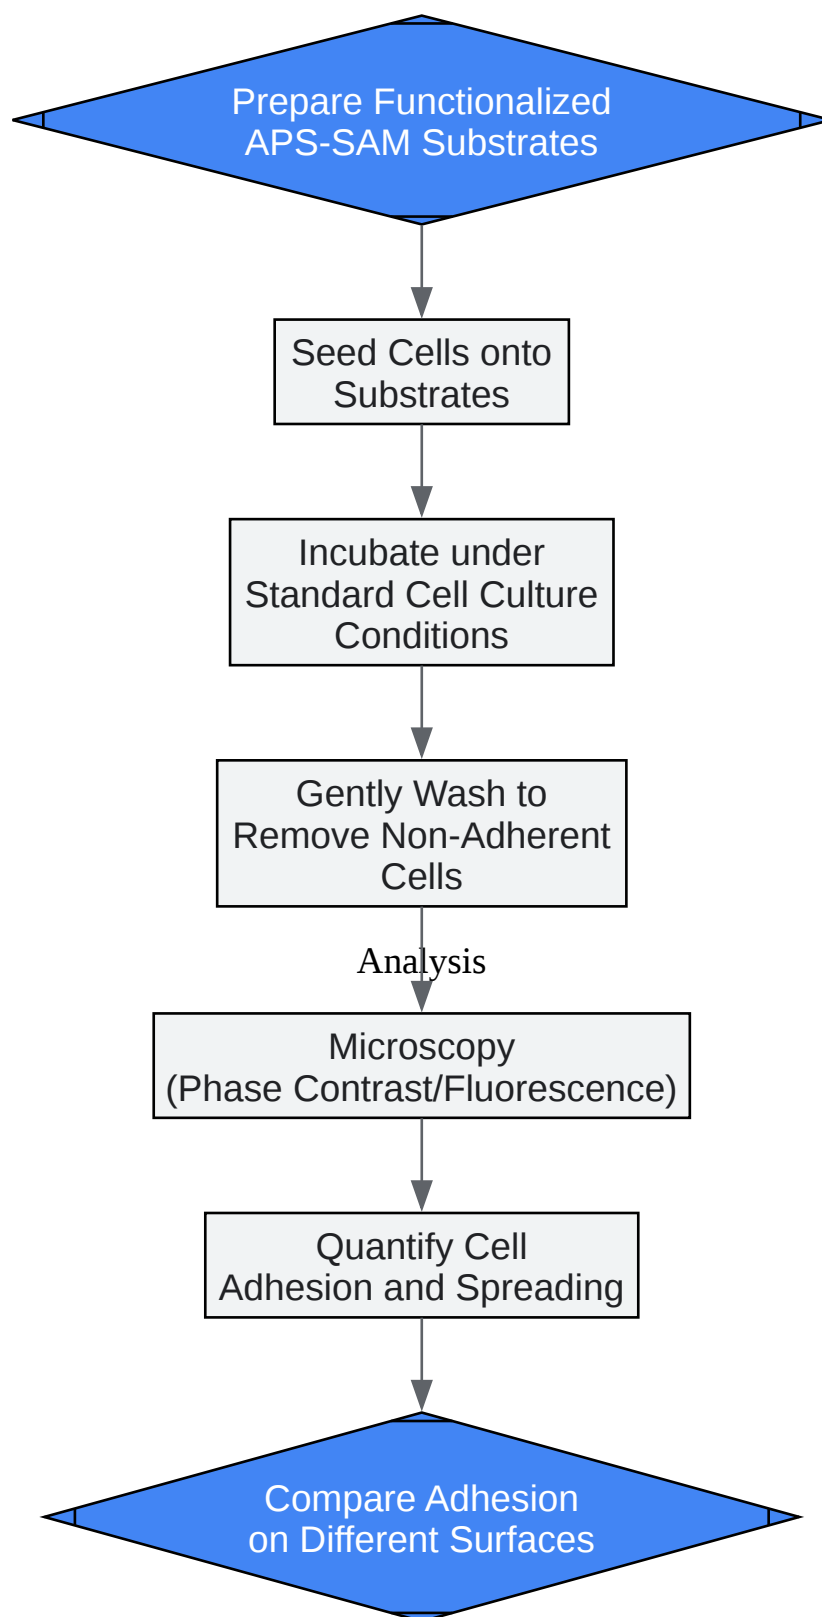 Prepare Functionalized
APS-SAM Substrates
Seed Cells onto
Substrates
Incubate under
Standard Cell Culture
Conditions
Gently Wash to
Remove Non-Adherent
Cells
Analysis
Microscopy
(Phase Contrast/Fluorescence)
Quantify Cell
Adhesion and Spreading
Compare Adhesion
on Different Surfaces